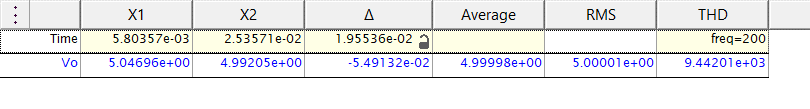 X1 X2 Δ Average RMS THD
Time 5.80357e-03 2.53571e-02 1.95536e-02 freq=200
Vo 5.04696e+00 4.99205e+00 -5.49132e-02 4.99998e+00 5.00001e+00 9.44201e+03